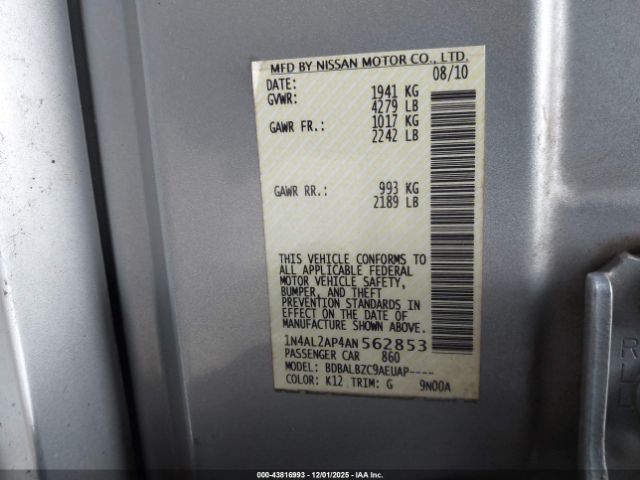 MFD BY NISSAN MOTOR CO., LTD.
DATE: 08/10
GVWR: 1941 KG
4279 LB
GAWR FR.: 1017 KG
2242 LB
GAWR RR.: 993 KG
2189 LB
THIS VEHICLE CONFORMS TO
ALL APPLICABLE FEDERAL
MOTOR VEHICLE SAFETY,
BUMPER, AND THEFT
PREVENTION STANDARDS IN
EFFECT ON THE DATE OF
MANUFACTURE SHOWN ABOVE.
1N4AL2AP4AN562853
PASSENGER CAR 860
MODEL: BDBALBZC9AEUAP----
COLOR: K12 TRIM: G 9N00A
000-43816993 - 12/01/2025 - IAA Inc.